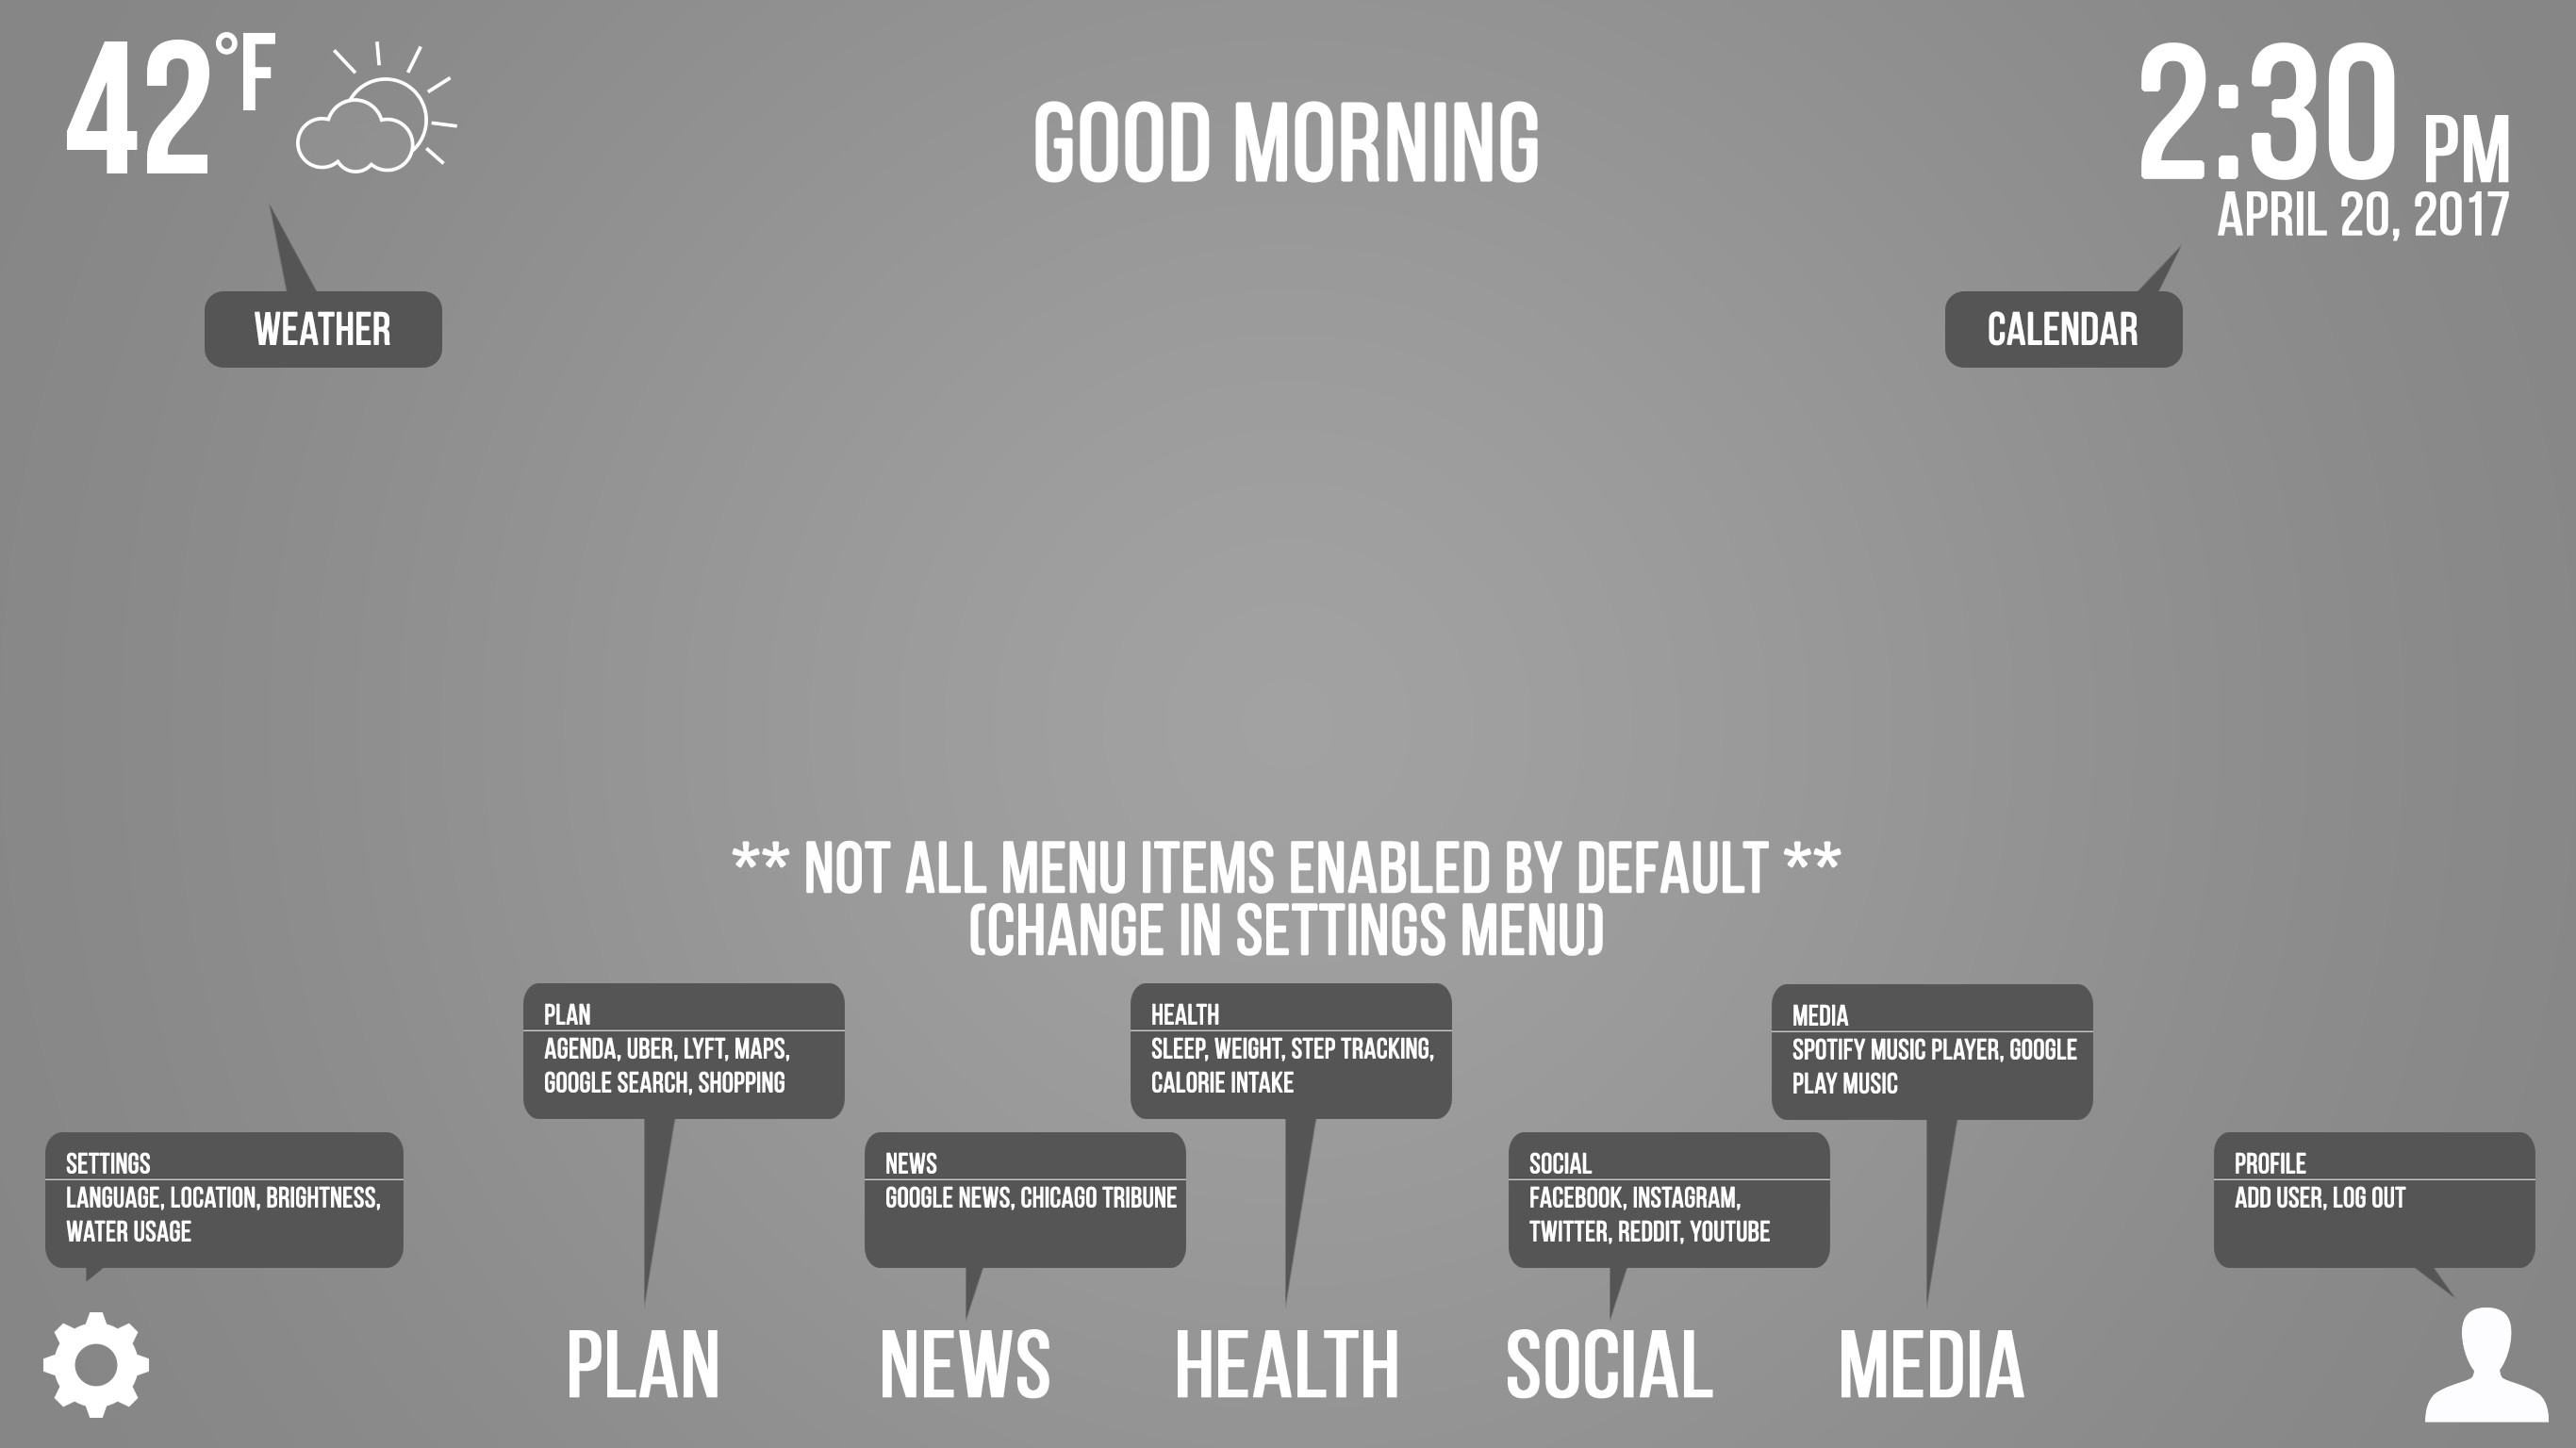 42°F
GOOD MORNING
2:30 PM
APRIL 20, 2017
WEATHER
CALENDAR
** NOT ALL MENU ITEMS ENABLED BY DEFAULT **
(CHANGE IN SETTINGS MENU)
SETTINGS
LANGUAGE, LOCATION, BRIGHTNESS,
WATER USAGE
PLAN
AGENDA, UBER, LYFT, MAPS,
GOOGLE SEARCH, SHOPPING
NEWS
GOOGLE NEWS, CHICAGO TRIBUNE
HEALTH
SLEEP, WEIGHT, STEP TRACKING,
CALORIE INTAKE
SOCIAL
FACEBOOK, INSTAGRAM,
TWITTER, REDDIT, YOUTUBE
MEDIA
SPOTIFY MUSIC PLAYER, GOOGLE
PLAY MUSIC
PROFILE
ADD USER, LOG OUT
PLAN
NEWS
HEALTH
SOCIAL
MEDIA